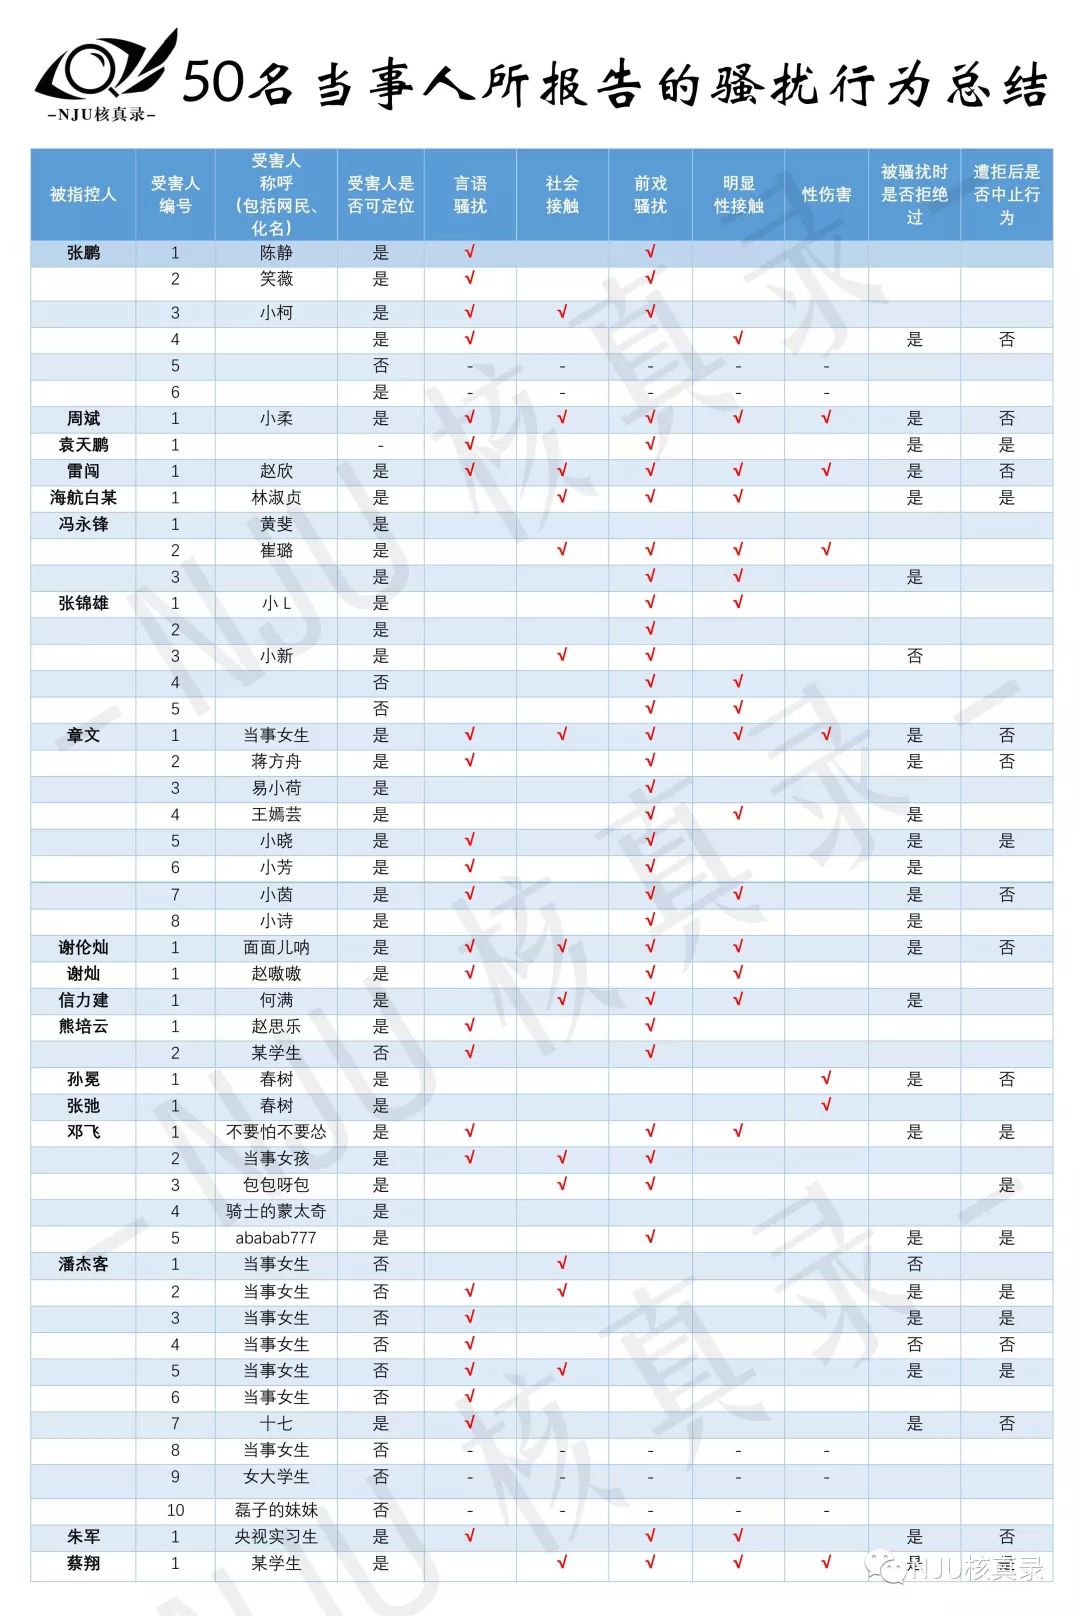 -NJU核真录-
50名当事人所报告的骚扰行为总结
被指控人 受害人编号 受害人称呼（包括网民、化名） 受害人是否可定位 言语骚扰 社会接触 前戏骚扰 明显性接触 性伤害 被骚扰时是否拒绝过 遭拒后是否中止行为
张鹏 1 陈静 是 √ √
2 笑薇 是 √ √
3 小柯 是 √ √ √
4 是 √ √ 是 否
5 否 - - - - -
6 是 - - - - -
周斌 1 小柔 是 √ √ √ √ √ 是 否
袁天鹏 1 - √ √ 是 是
雷闯 1 赵欣 是 √ √ √ √ √ 是 否
海航白某 1 林淑贞 是 √ √ √ 是 是
冯永锋 1 黄斐 是
2 崔璐 是 √ √ √ √
3 是 √ √ 是
张锦雄 1 小 L 是 √ √
2 是 √
3 小新 是 √ √ 否
4 否 √ √
5 否 √ √
章文 1 当事女生 是 √ √ √ √ √ 是 否
2 蒋方舟 是 √ √ 是 否
3 易小荷 是 √
4 王嫣芸 是 √ √ 是
5 小晓 是 √ √ 是 是
6 小芳 是 √ √ 是
7 小茵 是 √ √ √ 是 否
8 小诗 是 √ 是
谢伦灿 1 面面儿呐 是 √ √ √ √ 是 否
谢灿 1 赵嗷嗷 是 √ √ √
信力建 1 何满 是 √ √ √ 是
熊培云 1 赵思乐 是 √ √
2 某学生 否 √ √
孙冕 1 春树 是 √ 是 否
张弛 1 春树 是 √
邓飞 1 不要怕不要怂 是 √ √ √ 是 是
2 当事女孩 是 √ √ √
3 包包呀包 是 √ √ 是
4 骑士的蒙太奇 是
5 ababab777 是 √ 是 是
潘杰客 1 当事女生 否 √ 否
2 当事女生 否 √ √ 是 是
3 当事女生 否 √ 是 是
4 当事女生 否 √ 否 否
5 当事女生 否 √ √ 是 是
6 当事女生 否 √
7 十七 是 √ 是 否
8 当事女生 否 - - - - -
9 女大学生 否 - - - - -
10 磊子的妹妹 否 - - - - -
朱军 1 央视实习生 是 √ √ √ 是 否
蔡翔 1 某学生 是 √ √ √ √ 是
NJU核真录
-NJU核真录-
-NJU核真录-
-NJU核真录-